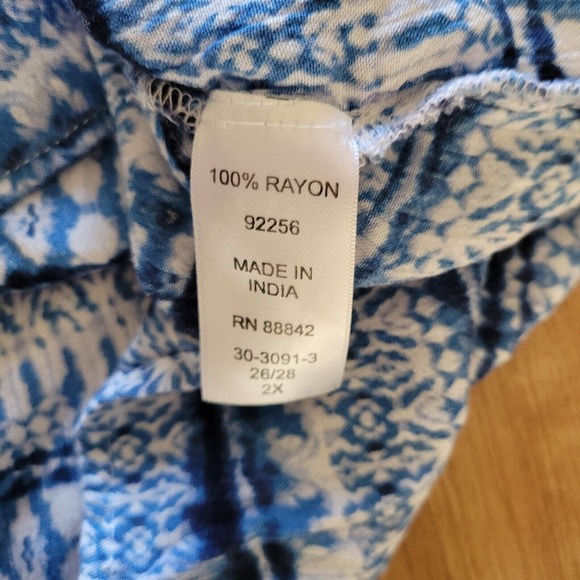 100% RAYON
92256
MADE IN
INDIA
RN 88842
30-3091-3
26/28
2X